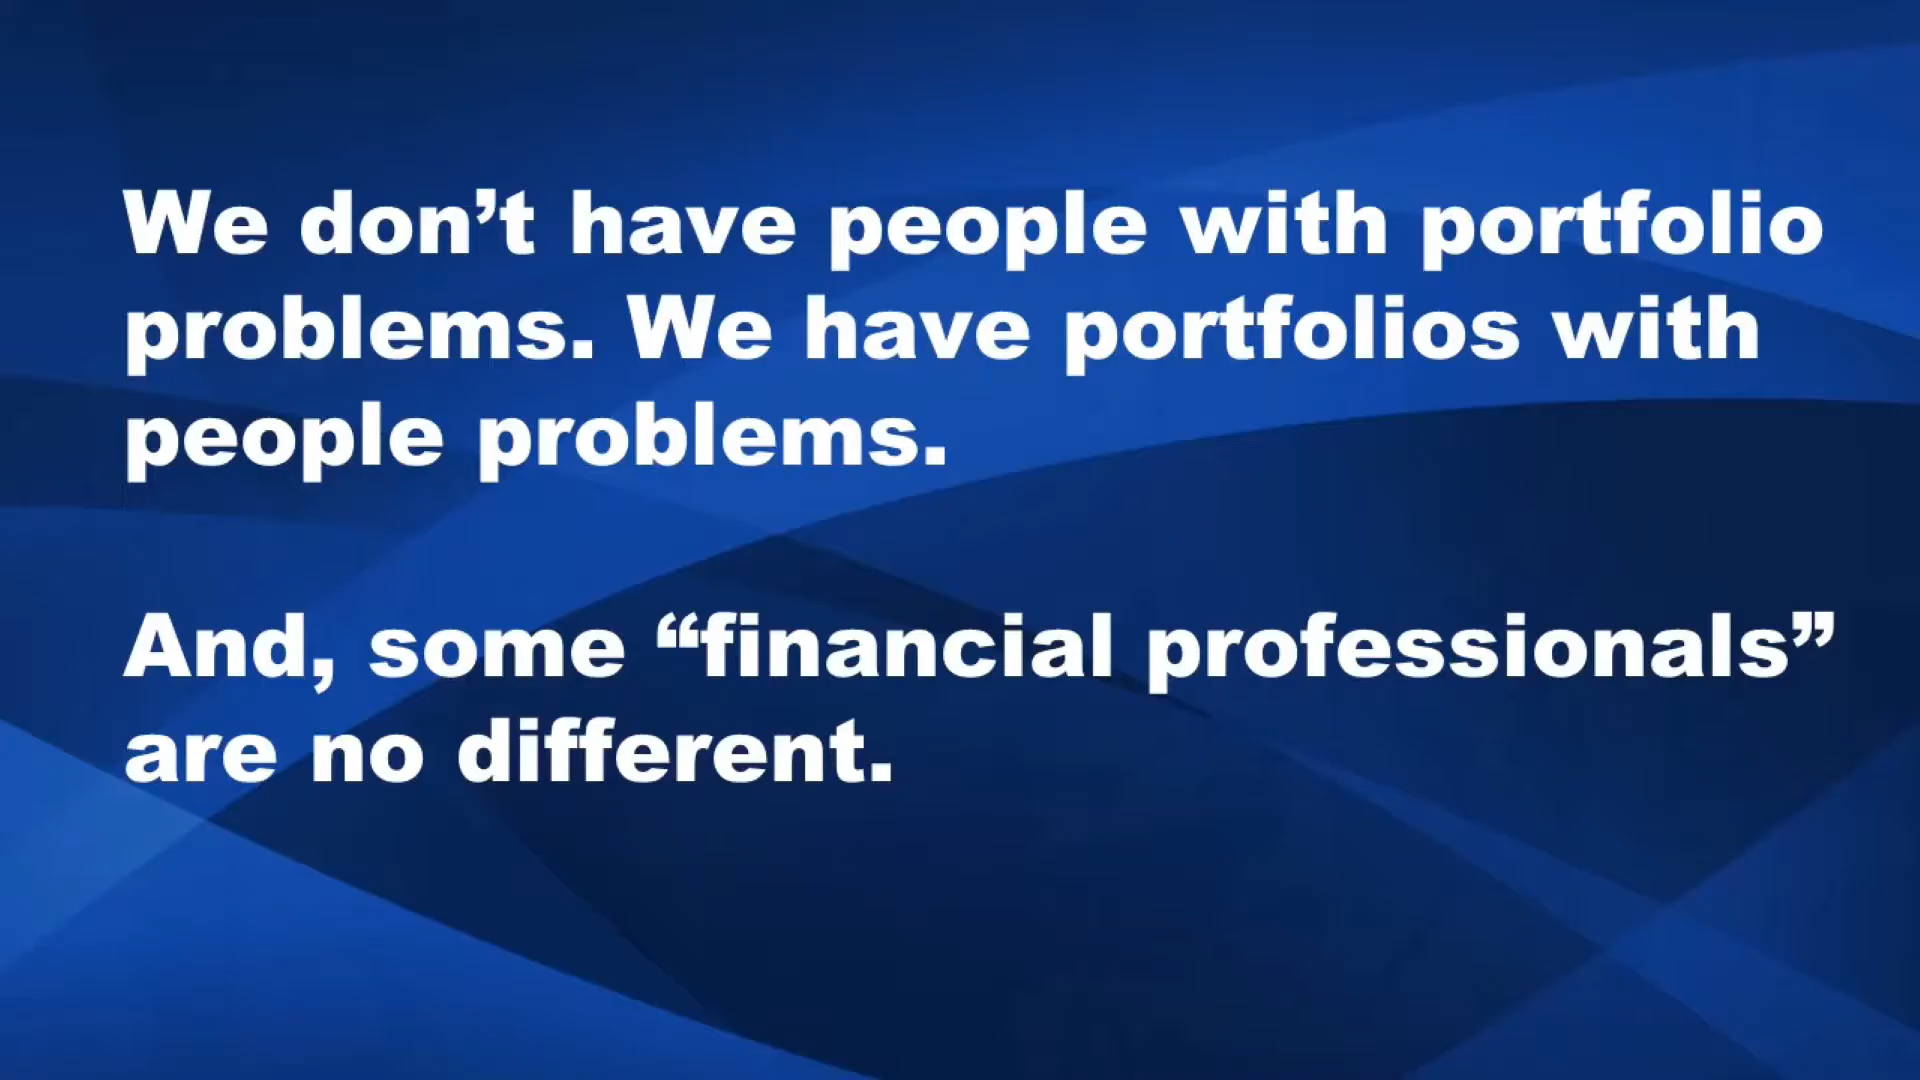 We don’t have people with portfolio
problems. We have portfolios with
people problems.
And, some “financial professionals”
are no different.